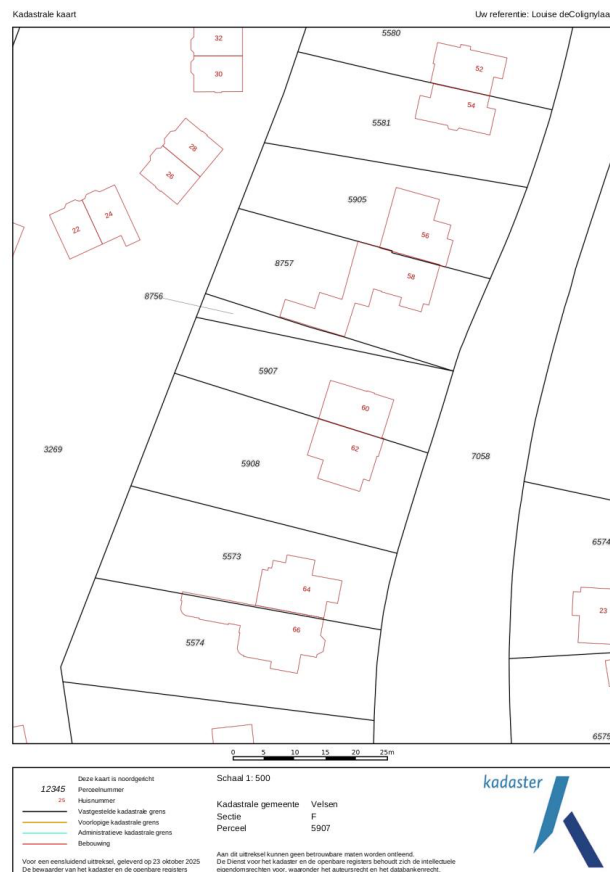 Kadastrale kaart
Uw referentie: Louise deColignylaa
5580
32
52
30
54
5581
28
26
5905
24
22
56
8757
58
8756
5907
60
3269
62
7058
5908
6574
5573
64
23
66
5574
6575
0 5 10 15 20 25m
Deze kaart is noordgericht
12345 Perceelnummer
25 Huisnummer
Vastgestelde kadastrale grens
Voorlopige kadastrale grens
Administratieve kadastrale grens
Bebouwing
Voor een eensluidend uittreksel, geleverd op 23 oktober 2025
De bewaarder van het kadaster en de openbare registers
Schaal 1: 500
Kadastrale gemeente Velsen
Sectie F
Perceel 5907
Aan dit uittreksel kunnen geen betrouwbare maten worden ontleend.
De Dienst voor het kadaster en de openbare registers behoudt zich de intellectuele
eigendomsrechten voor, waaronder het auteursrecht en het databankenrecht.
kadaster